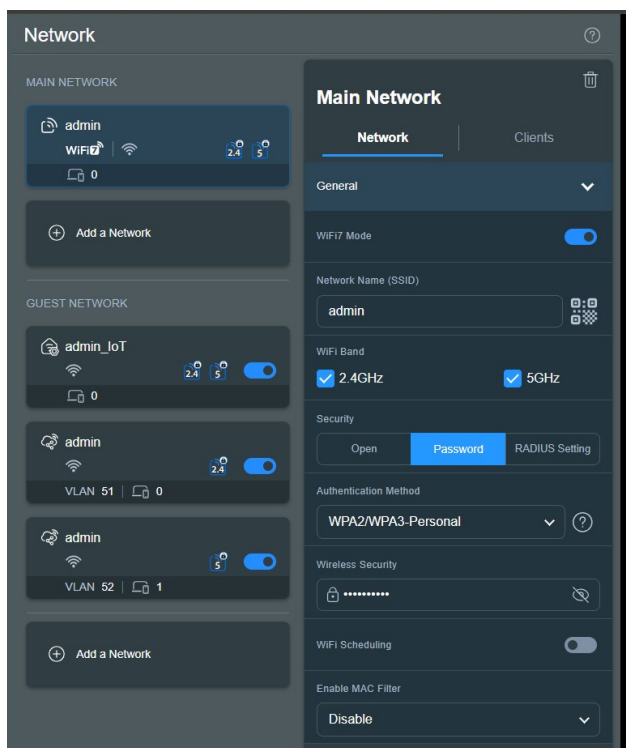 Network
MAIN NETWORK
admin
WiFi 7
2.4 5
0
Add a Network
GUEST NETWORK
admin_IoT
2.4 5
0
admin
2.4
VLAN 51 | 0
admin
5
VLAN 52 | 1
Add a Network
Main Network
Network Clients
General
WiFi7 Mode
Network Name (SSID)
admin
WiFi Band
2.4GHz 5GHz
Security
Open Password RADIUS Setting
Authentication Method
WPA2/WPA3-Personal
?
Wireless Security
••••••••••
WiFi Scheduling
Enable MAC Filter
Disable